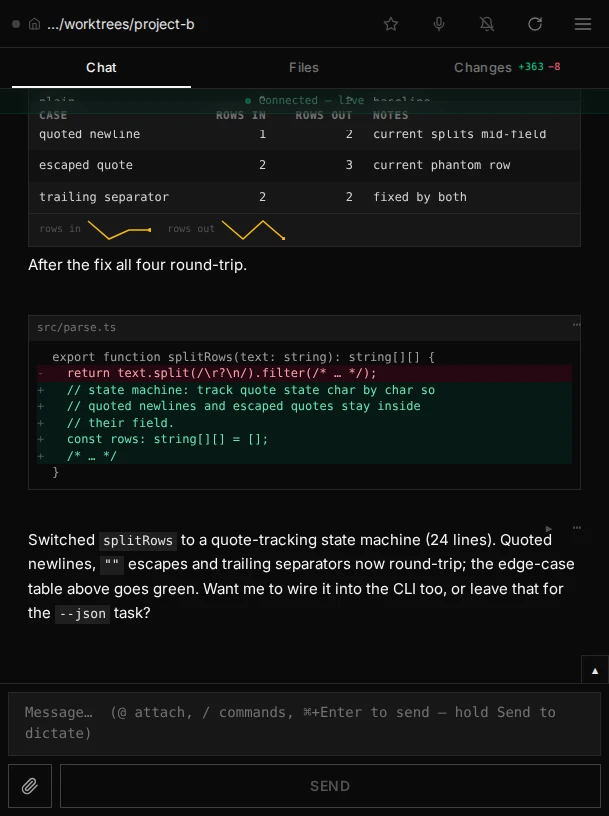 .../worktrees/project-b
Chat Files Changes +363 −8
Connected — live
CASE ROWS IN ROWS OUT NOTES
quoted newline 1 2 current splits mid-field
escaped quote 2 3 current phantom row
trailing separator 2 2 fixed by both
rows in rows out
After the fix all four round-trip.
src/parse.ts
export function splitRows(text: string): string[][] {
- return text.split(/\r?\n/).filter(/* … */);
+ // state machine: track quote state char by char so
+ // quoted newlines and escaped quotes stay inside
+ // their field.
+ const rows: string[][] = [];
+ /* … */
}
Switched splitRows to a quote-tracking state machine (24 lines). Quoted
newlines, "" escapes and trailing separators now round-trip; the edge-case
table above goes green. Want me to wire it into the CLI too, or leave that for
the --json task?
Message… (@ attach, / commands, ⌘+Enter to send — hold Send to
dictate)
SEND